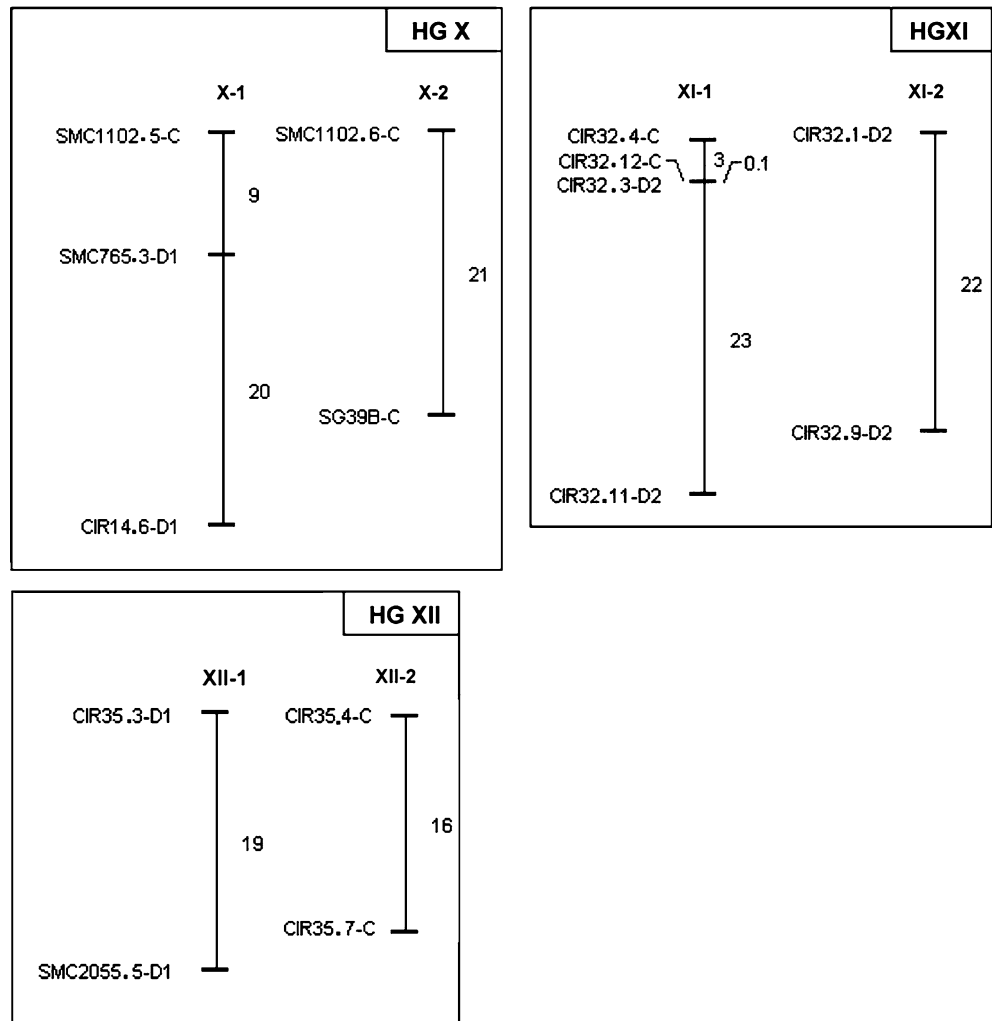 HG X
X-1 X-2
SMC1102.5-C
SMC1102.6-C
9
SMC765.3-D1
21
20
SG39B-C
CIR14.6-D1
HGXI
XI-1 XI-2
CIR32.4-C
CIR32.1-D2
CIR32.12-C
3
0.1
CIR32.3-D2
22
23
CIR32.9-D2
CIR32.11-D2
HG XII
XII-1 XII-2
CIR35.3-D1
CIR35.4-C
19
16
CIR35.7-C
SMC2055.5-D1